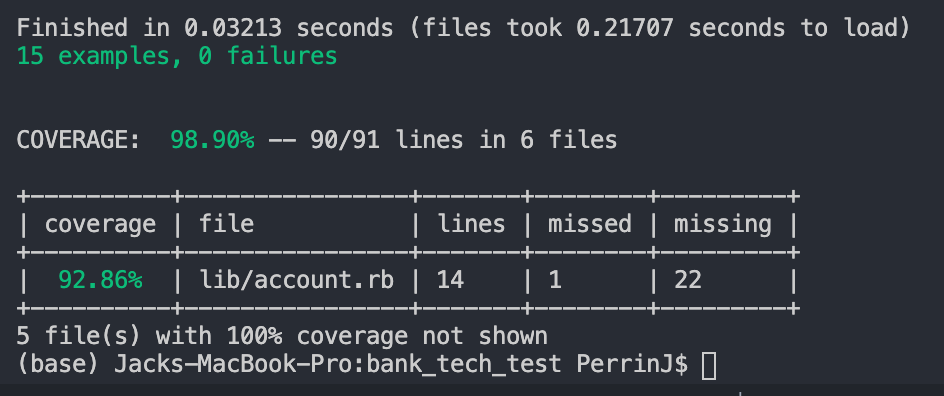 Finished in 0.03213 seconds (files took 0.21707 seconds to load)
15 examples, 0 failures
COVERAGE:  98.90% -- 90/91 lines in 6 files
+----------+----------------+-------+--------+---------+
| coverage | file           | lines | missed | missing |
+----------+----------------+-------+--------+---------+
|  92.86%  | lib/account.rb | 14    | 1      | 22      |
+----------+----------------+-------+--------+---------+
5 file(s) with 100% coverage not shown
(base) Jacks-MacBook-Pro:bank_tech_test PerrinJ$